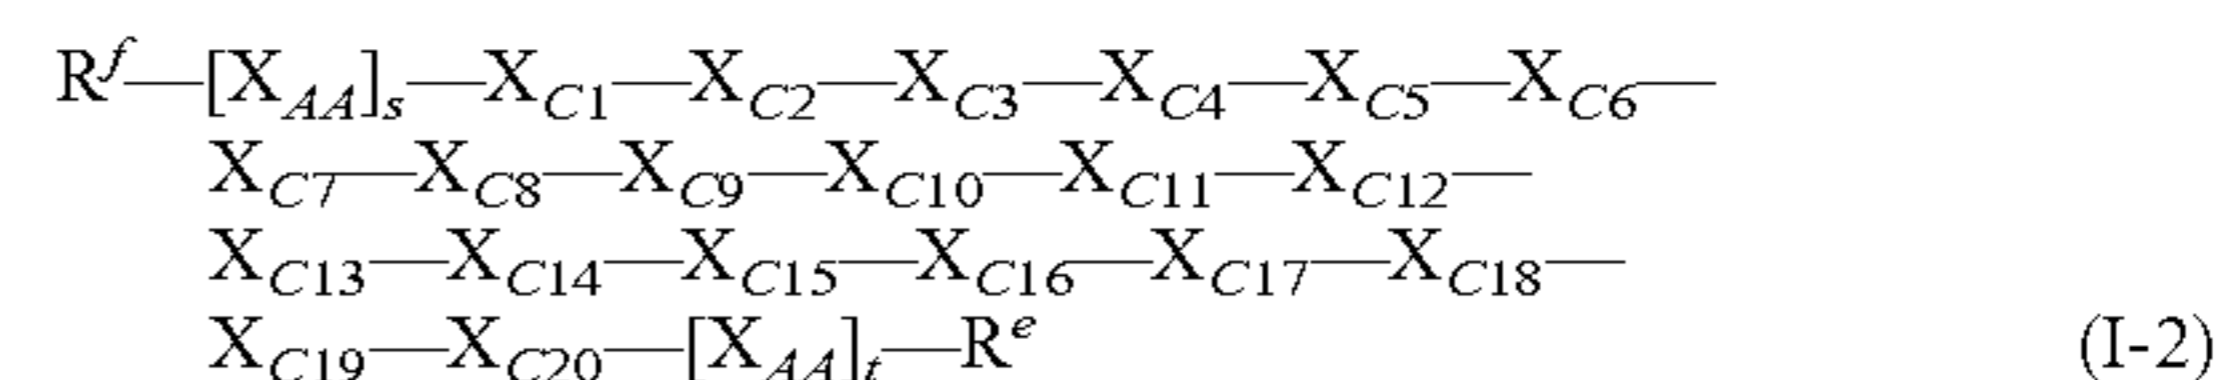 R^f—[X_AA]_s—X_C1—X_C2—X_C3—X_C4—X_C5—X_C6—
X_C7—X_C8—X_C9—X_C10—X_C11—X_C12—
X_C13—X_C14—X_C15—X_C16—X_C17—X_C18—
X_C19—X_C20—[X_AA]_t—R^e (I-2)